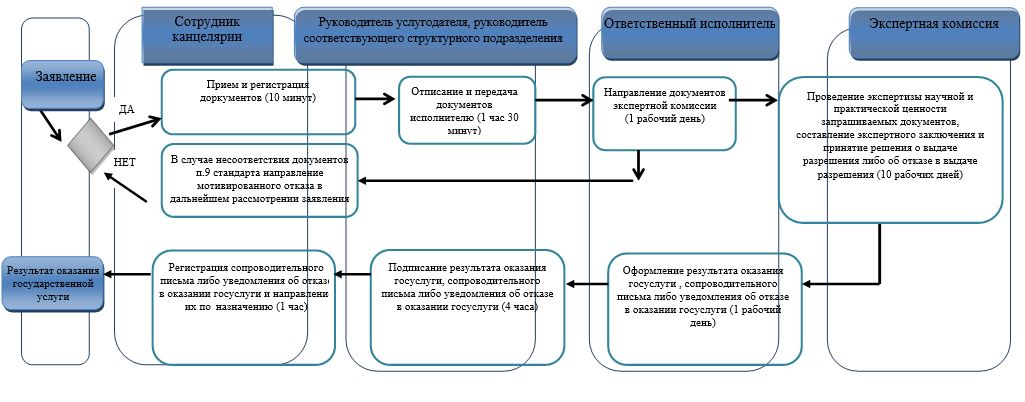 Сотрудник
канцелярии
Руководитель услугодателя, руководитель
соответствующего структурного подразделения
Ответственный исполнитель
Экспертная комиссия
Заявление
ДА
НЕТ
Прием и регистрация
доркументов (10 минут)
Отписание и передача
документов
исполнителю (1 час 30
минут)
Направление документов
экспертной комиссии
(1 рабочий день)
Проведение экспертизы научной и
практической ценности
запрашиваемых документов,
составление экспертного заключения и
принятие решения о выдаче
разрешения либо об отказе в выдаче
разрешения (10 рабочих дней)
В случае несоответствия документов
п.9 стандарта направление
мотивированного отказа в
дальнейшем рассмотрении заявления
Результат оказания
государственной
услуги
Регистрация сопроводительного
письма либо уведомления об отказе
в оказании госуслуги и направлени
их по назначению (1 час)
Подписание результата оказания
госуслуги, сопроводительного
письма либо уведомления об отказе
в оказании госуслуги (4 часа)
Оформление результата оказания
госуслуги , сопроводительного
письма либо уведомления об отказе
в оказании госуслуги (1 рабочий
день)